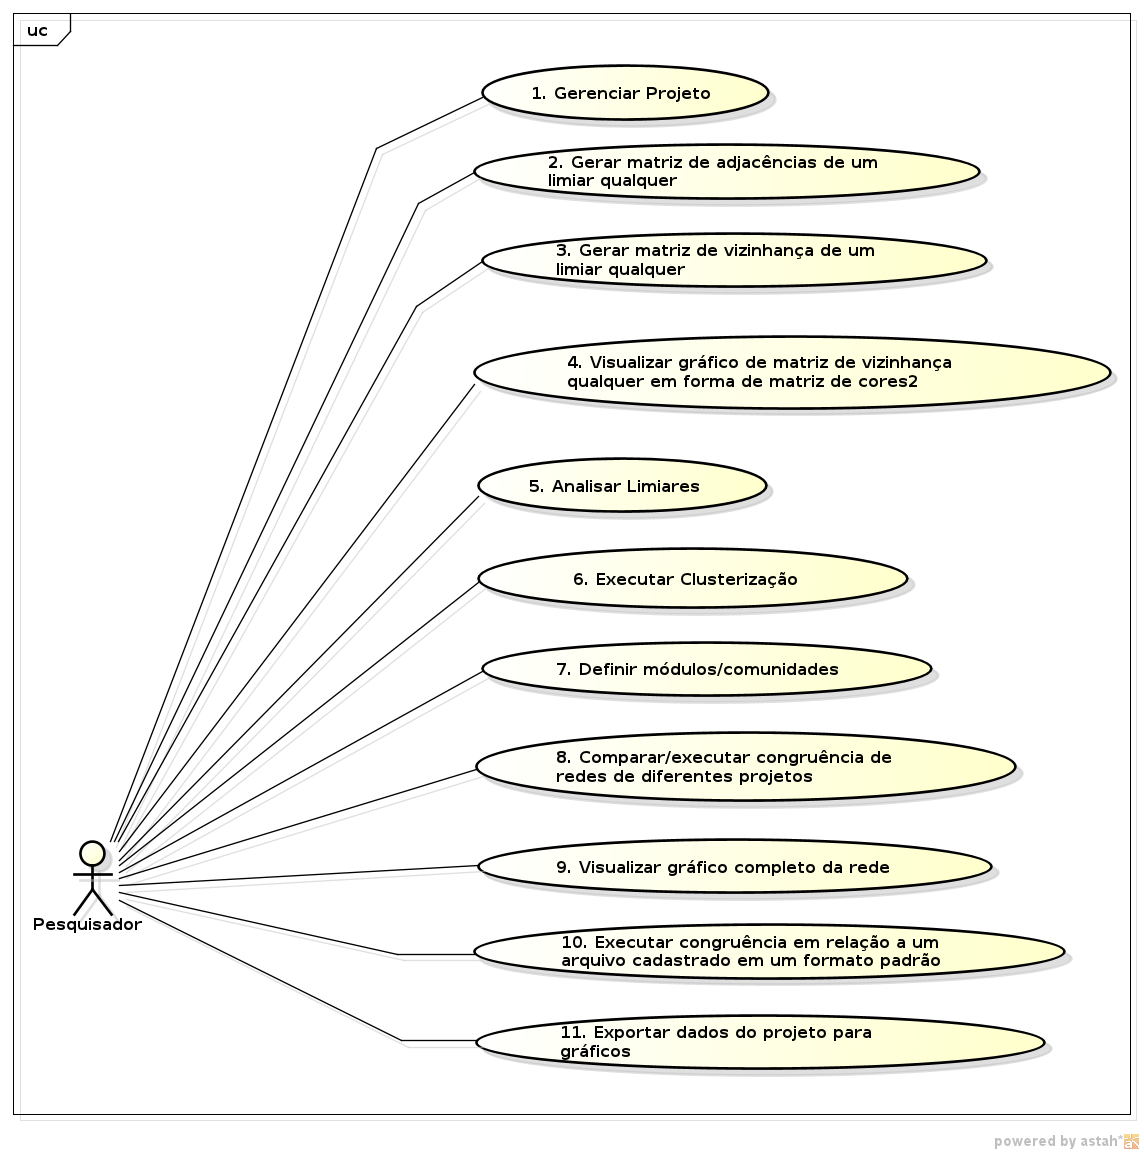 uc
1. Gerenciar Projeto
2. Gerar matriz de adjacências de um
limiar qualquer
3. Gerar matriz de vizinhança de um
limiar qualquer
4. Visualizar gráfico de matriz de vizinhança
qualquer em forma de matriz de cores2
5. Analisar Limiares
6. Executar Clusterização
7. Definir módulos/comunidades
8. Comparar/executar congruência de
redes de diferentes projetos
9. Visualizar gráfico completo da rede
Pesquisador
10. Executar congruência em relação a um
arquivo cadastrado em um formato padrão
11. Exportar dados do projeto para
gráficos
powered by astah*